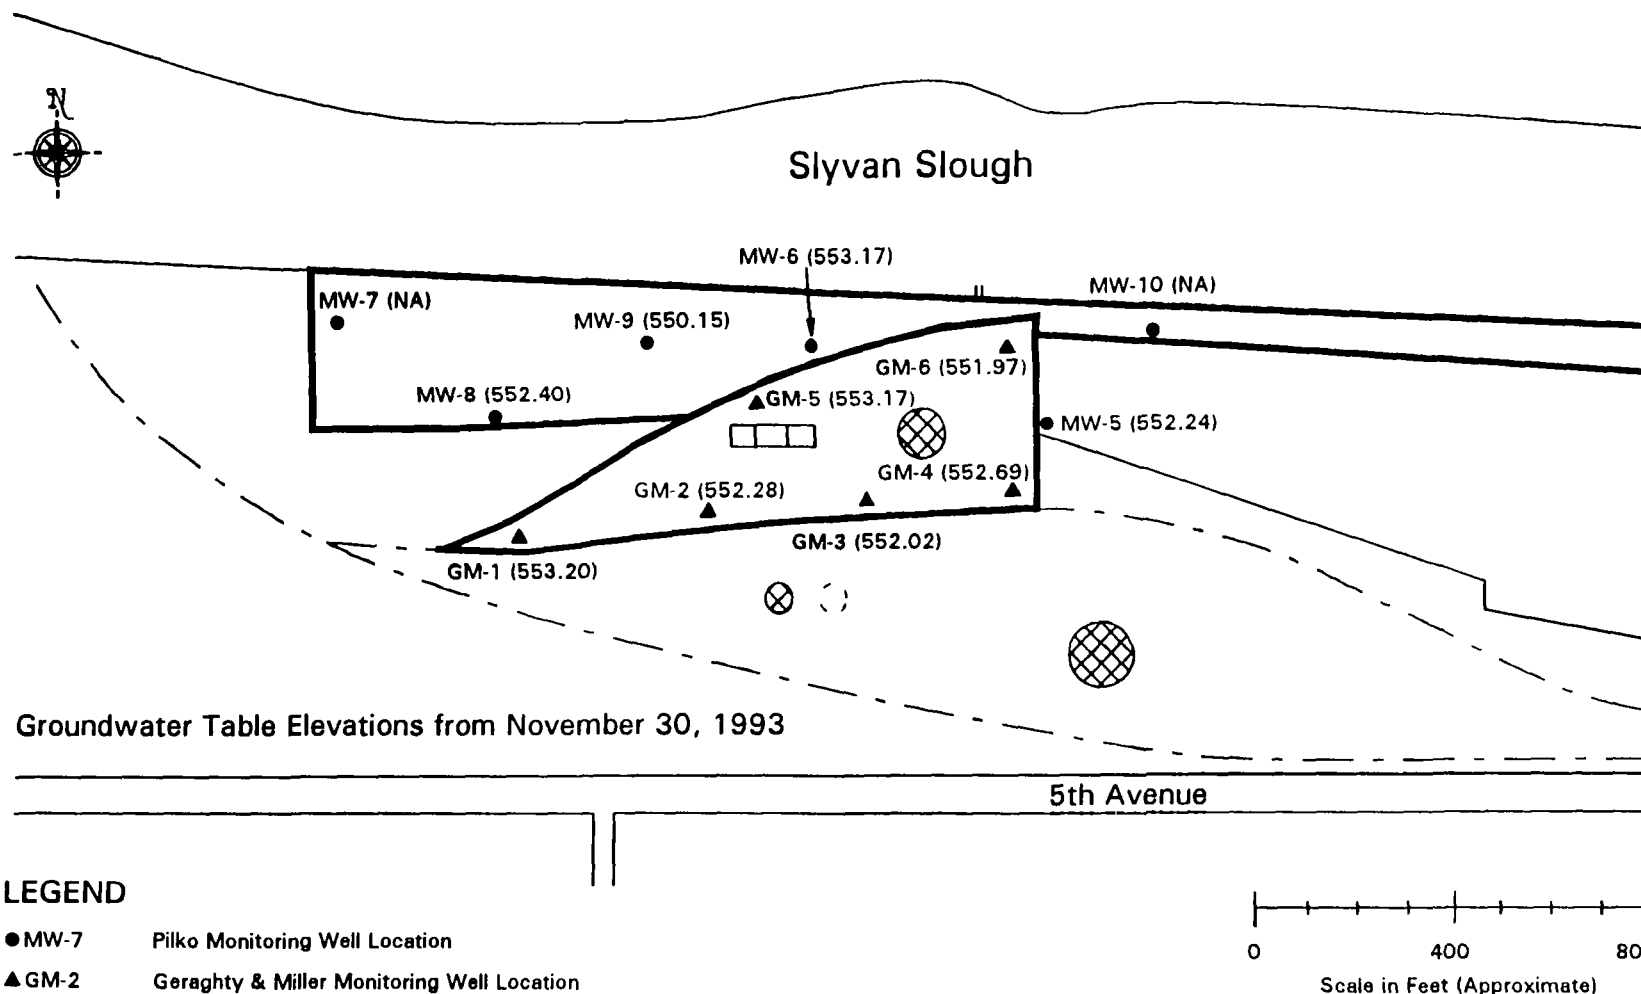 N
Slyvan Slough
MW-6 (553.17)
MW-10 (NA)
MW-7 (NA)
MW-9 (550.15)
GM-6 (551.97)
MW-8 (552.40)
GM-5 (553.17)
MW-5 (552.24)
GM-4 (552.69)
GM-2 (552.28)
GM-3 (552.02)
GM-1 (553.20)
Groundwater Table Elevations from November 30, 1993
5th Avenue
LEGEND
MW-7 Pilko Monitoring Well Location
GM-2 Geraghty & Miller Monitoring Well Location
0 400 80
Scale in Feet (Approximate)